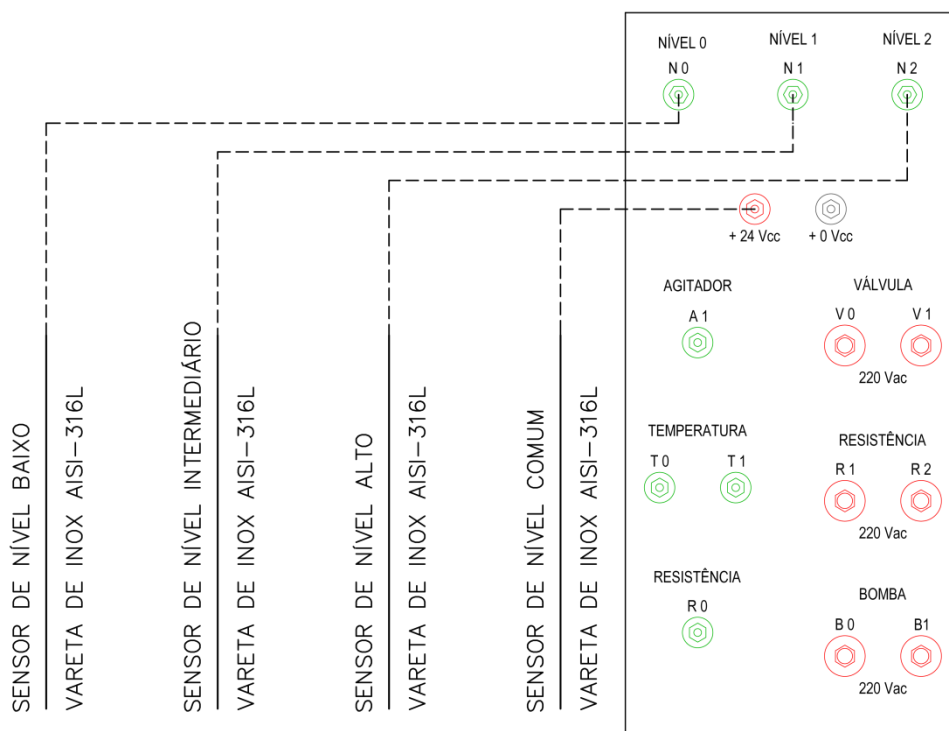 NÍVEL 0
NÍVEL 1
NÍVEL 2
N 0
N 1
N 2
+ 24 Vcc
+ 0 Vcc
AGITADOR
VÁLVULA
A 1
V 0
V 1
220 Vac
TEMPERATURA
RESISTÊNCIA
T 0
T 1
R 1
R 2
220 Vac
RESISTÊNCIA
BOMBA
R 0
B 0
B1
220 Vac
SENSOR DE NÍVEL BAIXO
VARETA DE INOX AISI-316L
SENSOR DE NÍVEL INTERMEDIÁRIO
VARETA DE INOX AISI-316L
SENSOR DE NÍVEL ALTO
VARETA DE INOX AISI-316L
SENSOR DE NÍVEL COMUM
VARETA DE INOX AISI-316L